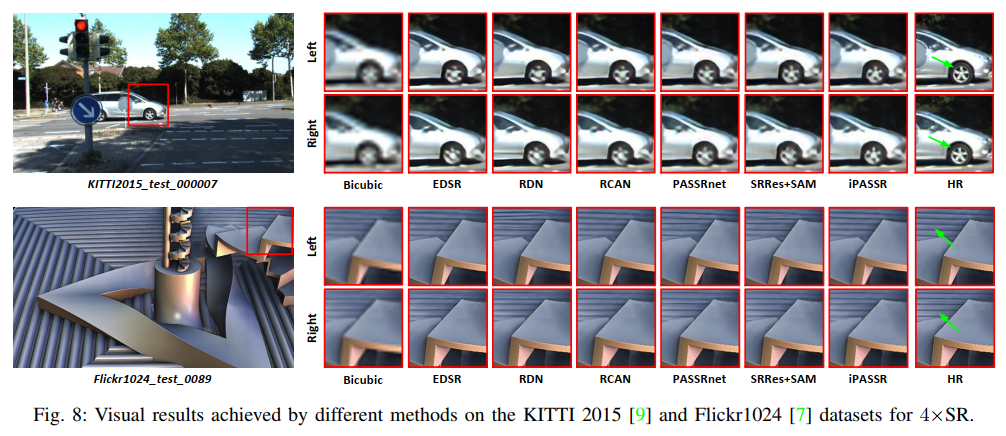 Left
Right
Bicubic EDSR RDN RCAN PASSRnet SRRes+SAM iPASSR HR
KITTI2015_test_000007
Left
Right
Bicubic EDSR RDN RCAN PASSRnet SRRes+SAM iPASSR HR
Flickr1024_test_0089
Fig. 8: Visual results achieved by different methods on the KITTI 2015 [9] and Flickr1024 [7] datasets for 4×SR.